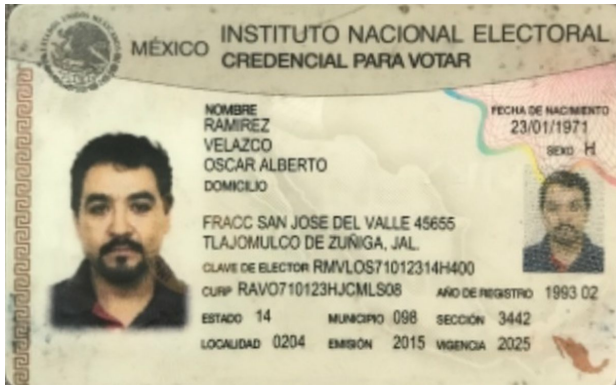 MÉXICO INSTITUTO NACIONAL ELECTORAL
CREDENCIAL PARA VOTAR
NOMBRE
RAMIREZ
VELAZCO
OSCAR ALBERTO
FECHA DE NACIMIENTO
23/01/1971
SEXO H
DOMICILIO
FRACC SAN JOSE DEL VALLE 45655
TLAJOMULCO DE ZUÑIGA, JAL.
CLAVE DE ELECTOR RMVLOS71012314H400
CURP RAVO710123HJCMLS08 AÑO DE REGISTRO 1993 02
ESTADO 14 MUNICIPIO 098 SECCIÓN 3442
LOCALIDAD 0204 EMISIÓN 2015 VIGENCIA 2025